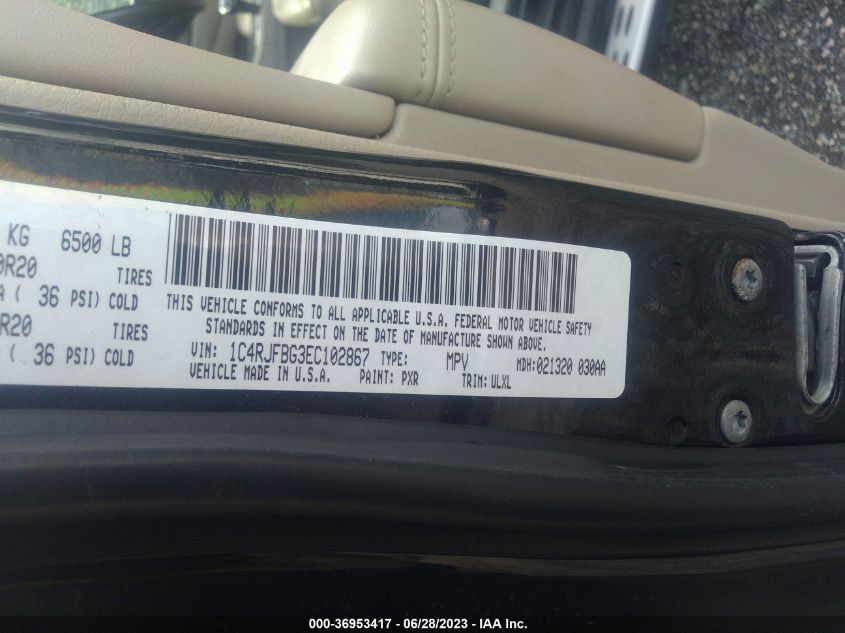 KG 6500 LB
0R20 TIRES
A ( 36 PSI) COLD
R20 TIRES
( 36 PSI) COLD
THIS VEHICLE CONFORMS TO ALL APPLICABLE U.S.A. FEDERAL MOTOR VEHICLE SAFETY
STANDARDS IN EFFECT ON THE DATE OF MANUFACTURE SHOWN ABOVE.
VIN: 1C4RJFBG3EC102867 TYPE: MPV MDH:021320 030AA
VEHICLE MADE IN U.S.A. PAINT: PXR TRIM: ULXL
000-36953417 - 06/28/2023 - IAA Inc.